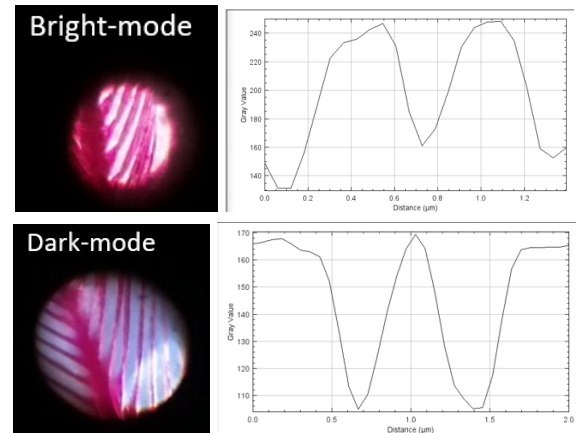 Bright-mode
240
220
200
180
160
140
0.0 0.2 0.4 0.6 0.8 1.0 1.2
Gray Value
Distance (µm)
Dark-mode
170
160
150
140
130
120
110
0.0 0.5 1.0 1.5 2.0
Gray Value
Distance (µm)